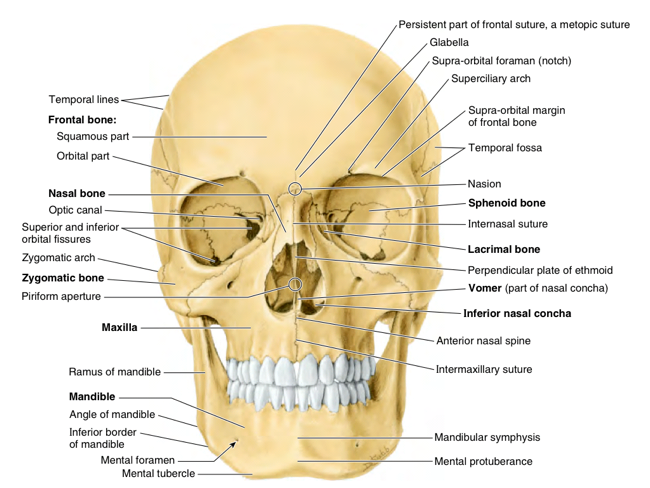 Persistent part of frontal suture, a metopic suture
Glabella
Supra-orbital foraman (notch)
Superciliary arch
Supra-orbital margin
of frontal bone
Temporal fossa
Nasion
Sphenoid bone
Internasal suture
Lacrimal bone
Perpendicular plate of ethmoid
Vomer (part of nasal concha)
Inferior nasal concha
Anterior nasal spine
Intermaxillary suture
Mandibular symphysis
Mental protuberance
Temporal lines
Frontal bone:
Squamous part
Orbital part
Nasal bone
Optic canal
Superior and inferior
orbital fissures
Zygomatic arch
Zygomatic bone
Piriform aperture
Maxilla
Ramus of mandible
Mandible
Angle of mandible
Inferior border
of mandible
Mental foramen
Mental tubercle